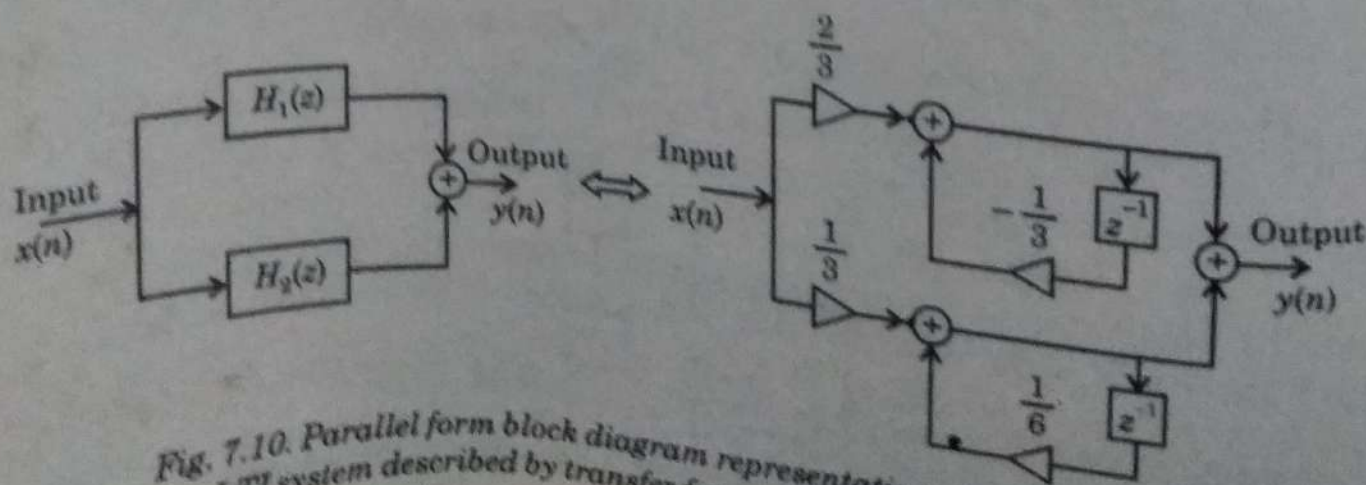 H₁(z)
Input
x(n)
H₂(z)
Output
y(n)
Input
x(n)
2/3
1/3
-1/3
z⁻¹
1/6
z⁻¹
Output
y(n)
Fig. 7.10. Parallel form block diagram
system described by